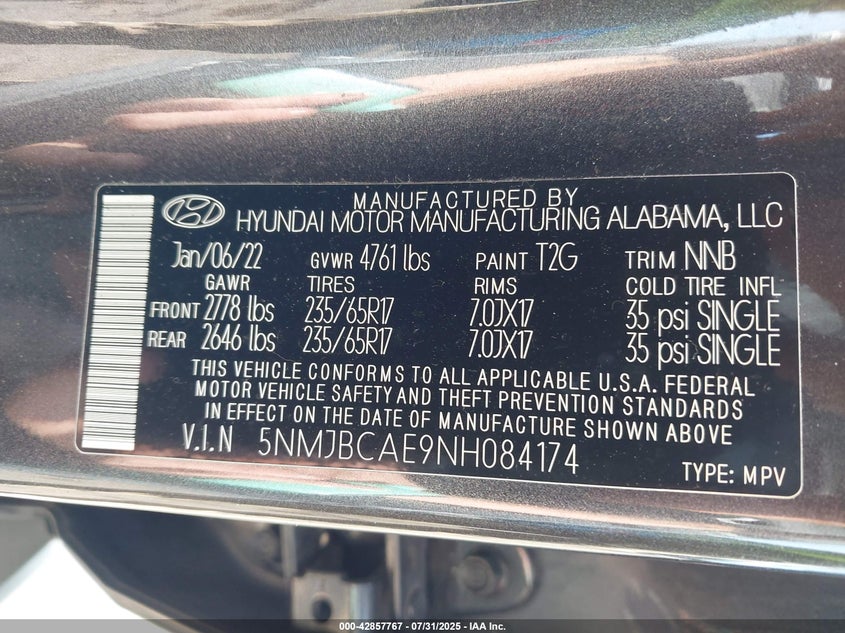 MANUFACTURED BY
HYUNDAI MOTOR MANUFACTURING ALABAMA, LLC
Jan/06/22 GVWR 4761 lbs PAINT T2G TRIM NNB
GAWR TIRES RIMS COLD TIRE INFL
FRONT 2778 lbs 235/65R17 7.0JX17 35 psi SINGLE
REAR 2646 lbs 235/65R17 7.0JX17 35 psi SINGLE
THIS VEHICLE CONFORMS TO ALL APPLICABLE U.S.A. FEDERAL
MOTOR VEHICLE SAFETY AND THEFT PREVENTION STANDARDS
IN EFFECT ON THE DATE OF MANUFACTURE SHOWN ABOVE
V.I.N 5NMJBCAE9NH084174
TYPE: MPV
000-42857767 - 07/31/2025 - IAA Inc.